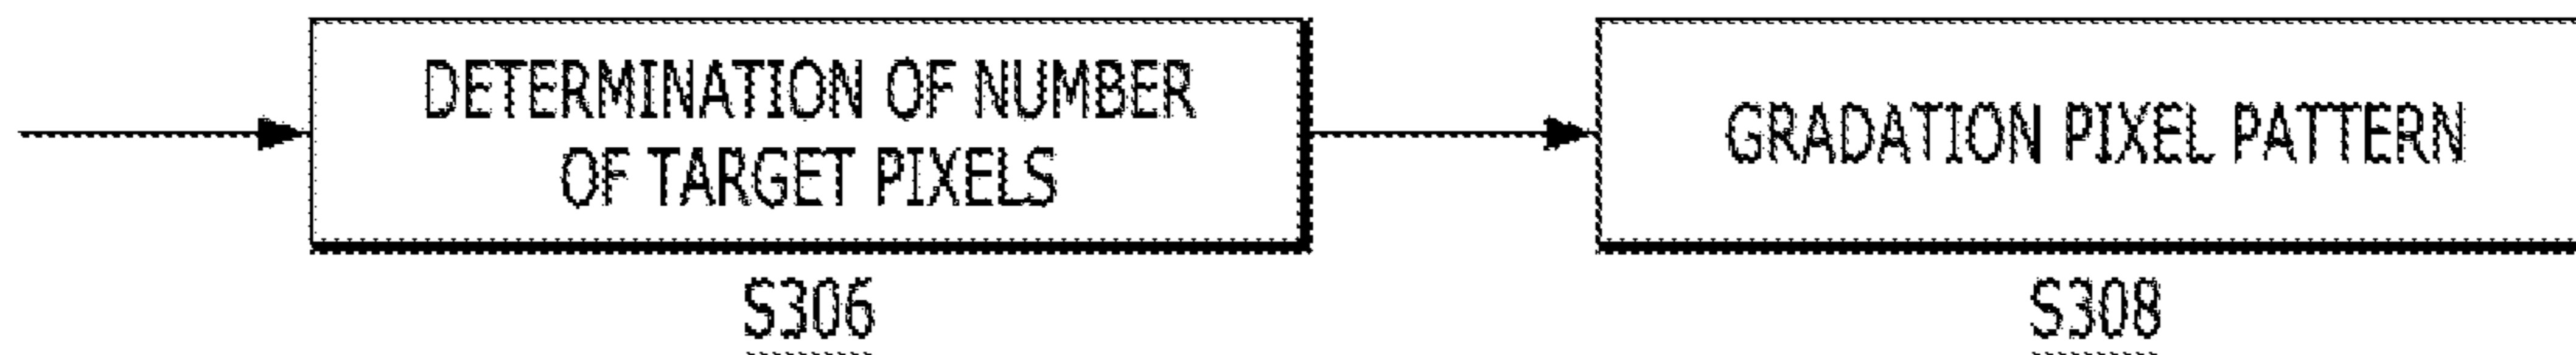 DETERMINATION OF NUMBER
OF TARGET PIXELS
S306
GRADATION PIXEL PATTERN
S308